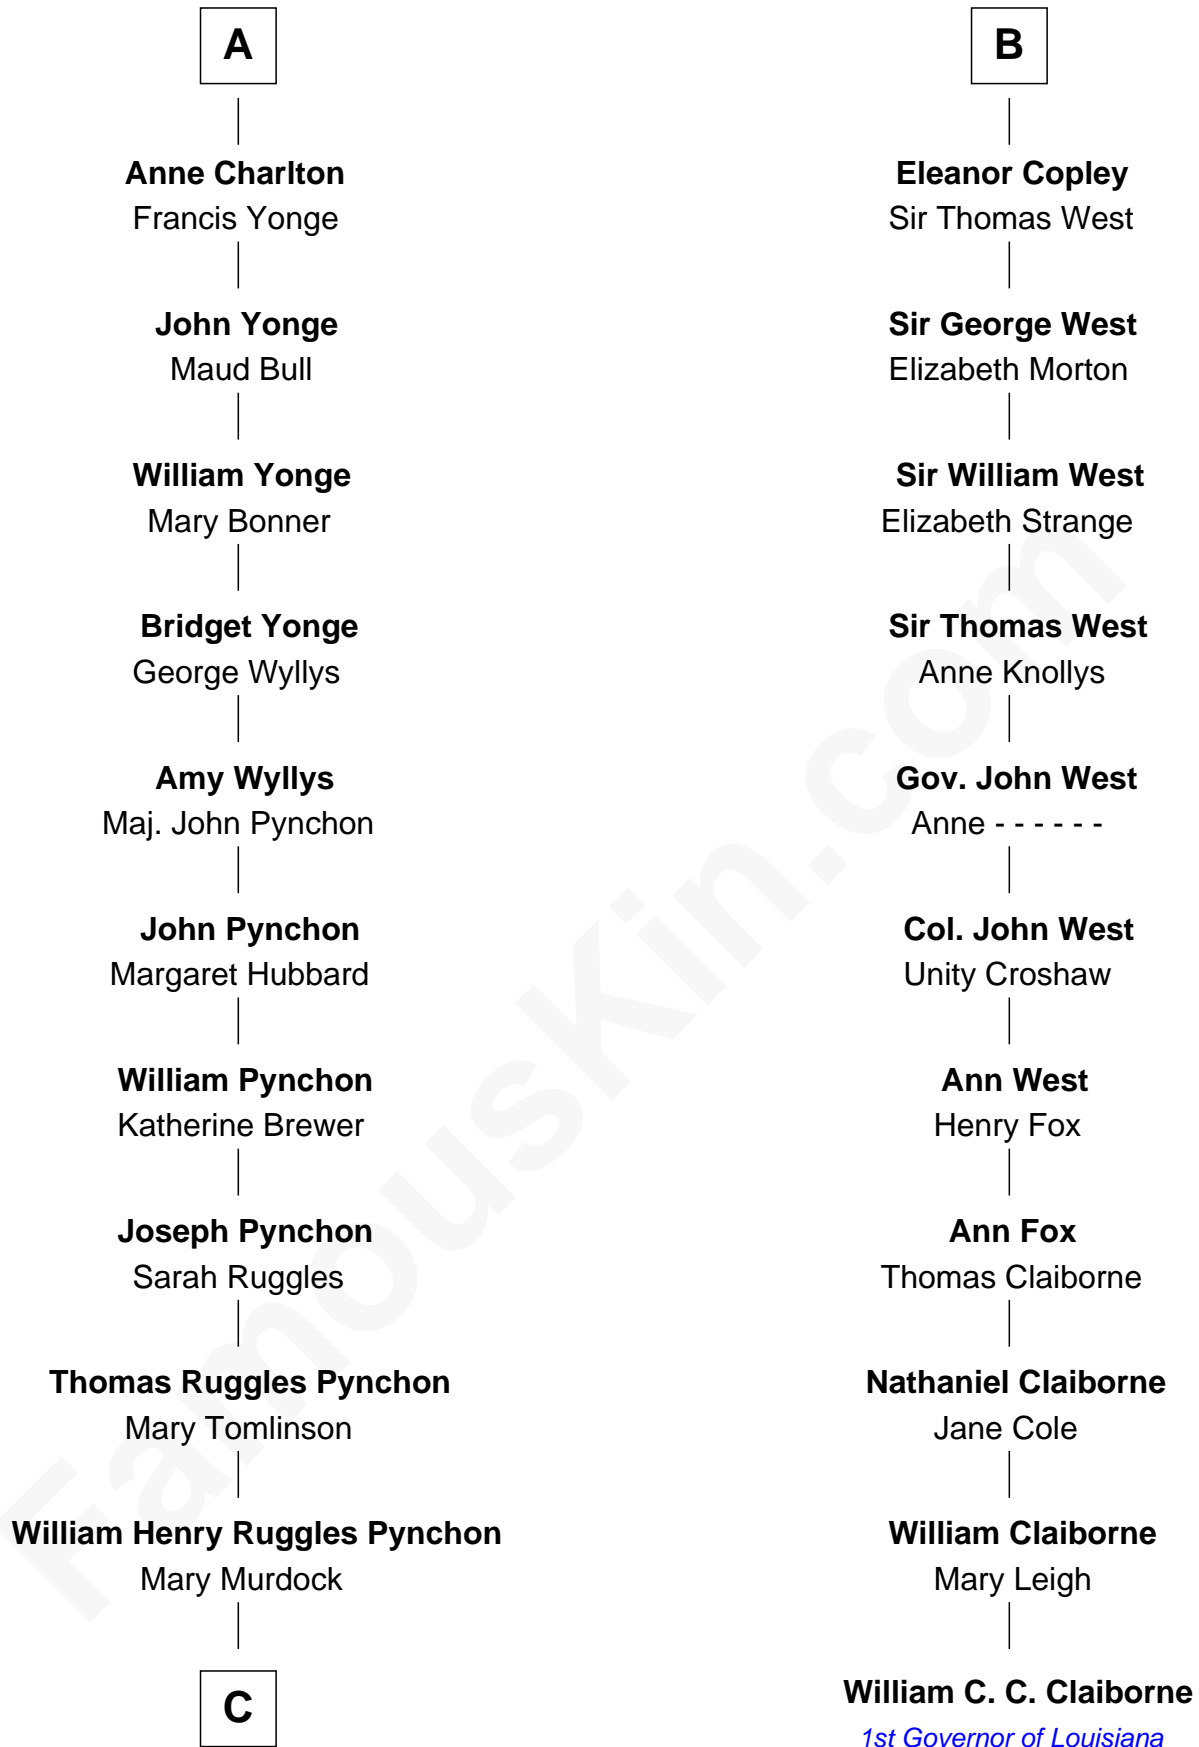 A
Anne Charlton
Francis Yonge
John Yonge
Maud Bull
William Yonge
Mary Bonner
Bridget Yonge
George Wyllys
Amy Wyllys
Maj. John Pynchon
John Pynchon
Margaret Hubbard
William Pynchon
Katherine Brewer
Joseph Pynchon
Sarah Ruggles
Thomas Ruggles Pynchon
Mary Tomlinson
William Henry Ruggles Pynchon
Mary Murdock
C
B
Eleanor Copley
Sir Thomas West
Sir George West
Elizabeth Morton
Sir William West
Elizabeth Strange
Sir Thomas West
Anne Knollys
Gov. John West
Anne - - - - - -
Col. John West
Unity Croshaw
Ann West
Henry Fox
Ann Fox
Thomas Claiborne
Nathaniel Claiborne
Jane Cole
William Claiborne
Mary Leigh
William C. C. Claiborne
1st Governor of Louisiana
FamousKin.com